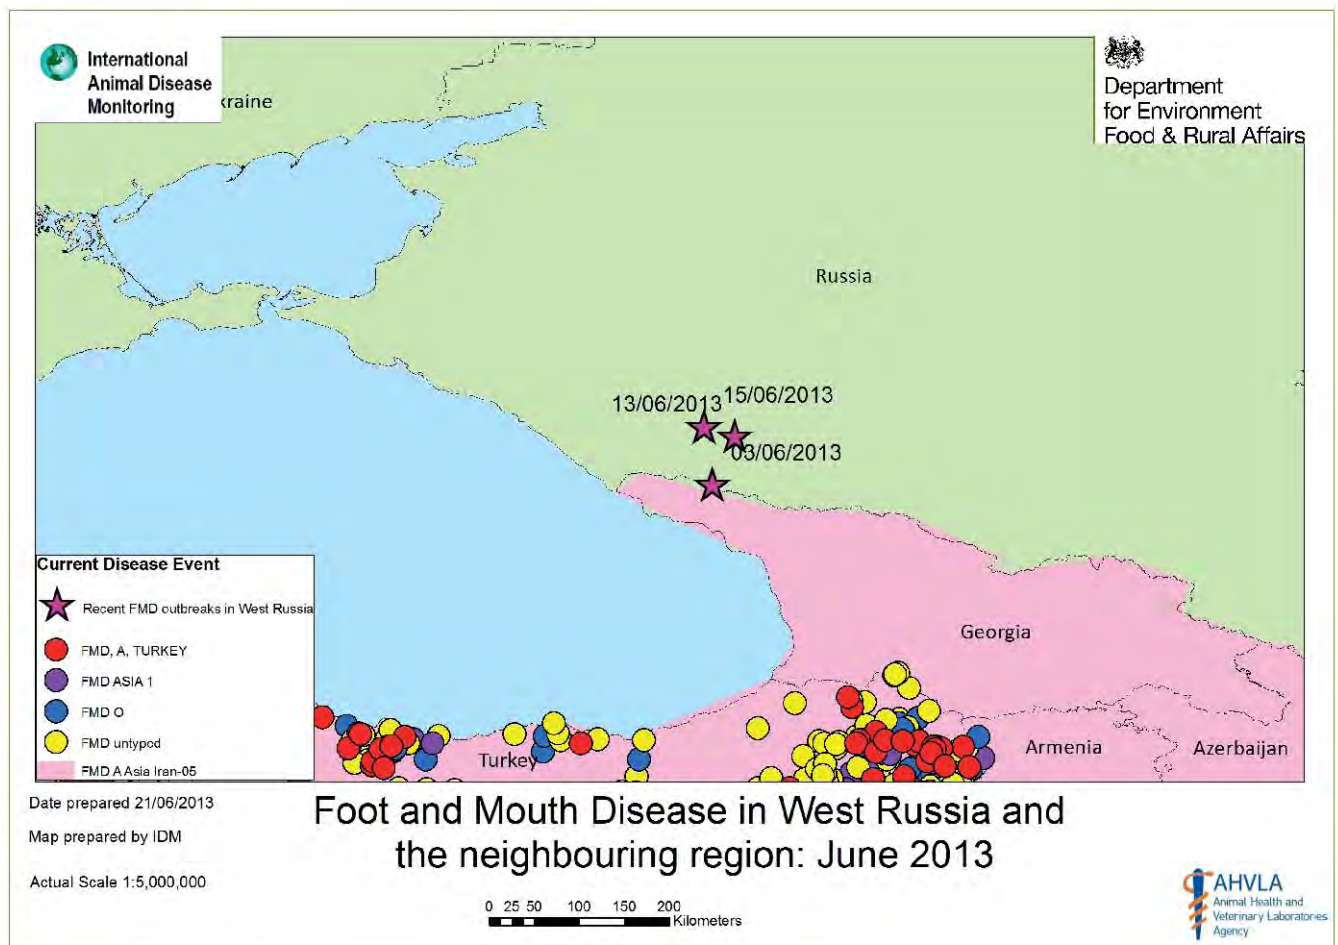 International
Animal Disease
Monitoring
kraine
Department
for Environment
Food & Rural Affairs
Russia
13/06/2013
15/06/2013
03/06/2013
Current Disease Event
Recent FMD outbreaks in West Russia
FMD, A, TURKEY
FMD ASIA 1
FMD O
FMD untyped
FMD A Asia Iran-05
Georgia
Turkey
Armenia
Azerbaijan
Date prepared 21/06/2013
Map prepared by IDM
Actual Scale 1:5,000,000
Foot and Mouth Disease in West Russia and
the neighbouring region: June 2013
0 25 50 100 150 200
Kilometers
AHVLA
Animal Health and
Veterinary Laboratories
Agency